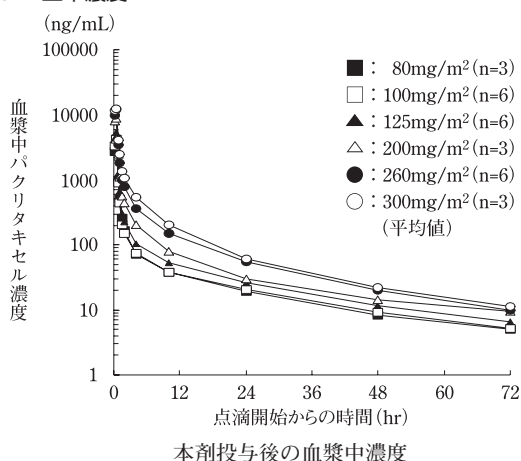 (ng/mL)
100000
10000
1000
100
10
1
血漿中パクリタキセル濃度
■： 80mg/m²(n=3)
□：100mg/m²(n=6)
▲：125mg/m²(n=6)
△：200mg/m²(n=3)
●：260mg/m²(n=6)
○：300mg/m²(n=3)
(平均値)
0 12 24 36 48 60 72
点滴開始からの時間(hr)
本剤投与後の血漿中濃度